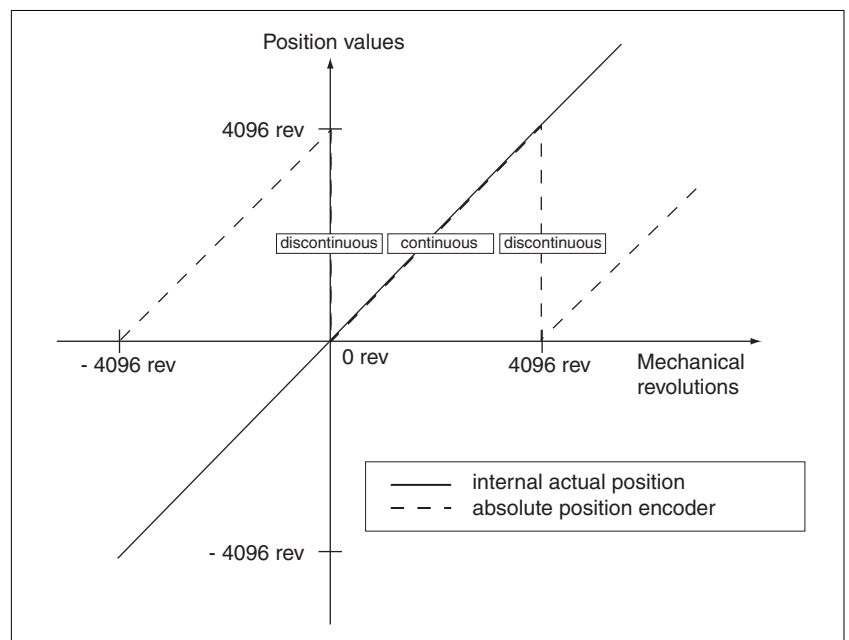 Position values
4096 rev
discontinuous
continuous
discontinuous
- 4096 rev
0 rev
4096 rev
Mechanical
revolutions
internal actual position
absolute position encoder
- 4096 rev